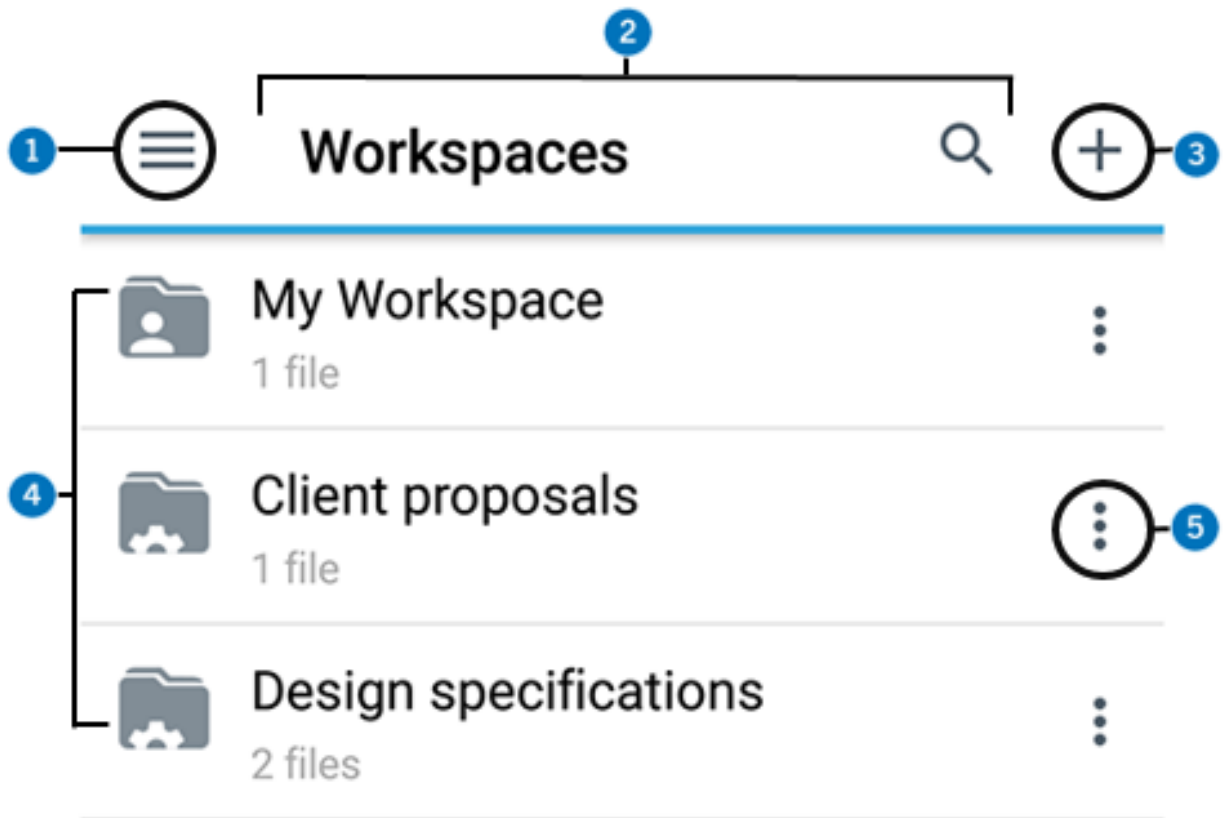 2
1 Workspaces 3
My Workspace
1 file
4 Client proposals 5
1 file
Design specifications
2 files